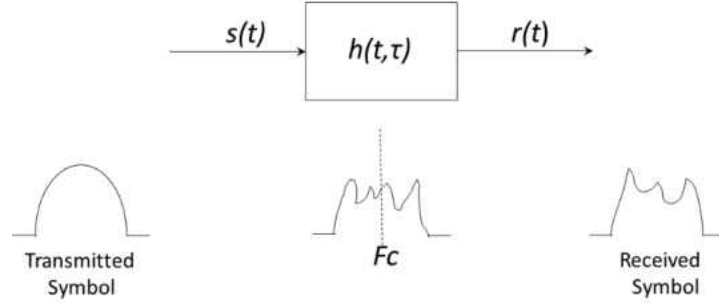 s(t)
h(t,τ)
r(t)
Fc
Transmitted
Symbol
Received
Symbol